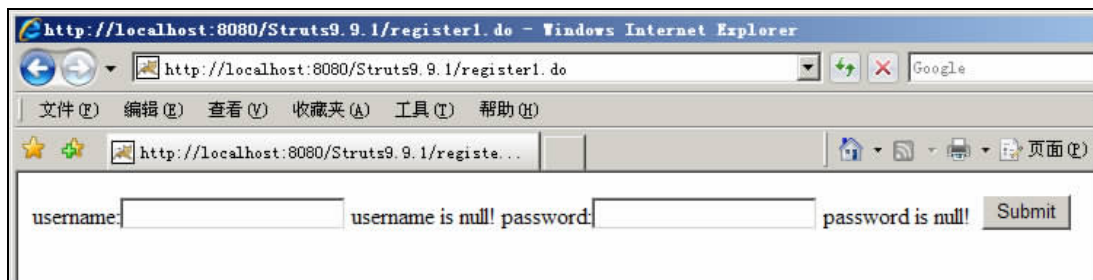 http://localhost:8080/Struts9.9.1/register1.do - Windows Internet Explorer
http://localhost:8080/Struts9.9.1/register1.do Google
文件(F) 编辑(E) 查看(V) 收藏夹(A) 工具(T) 帮助(H)
http://localhost:8080/Struts9.9.1/registe... 页面(P)
username: username is null! password: password is null! Submit